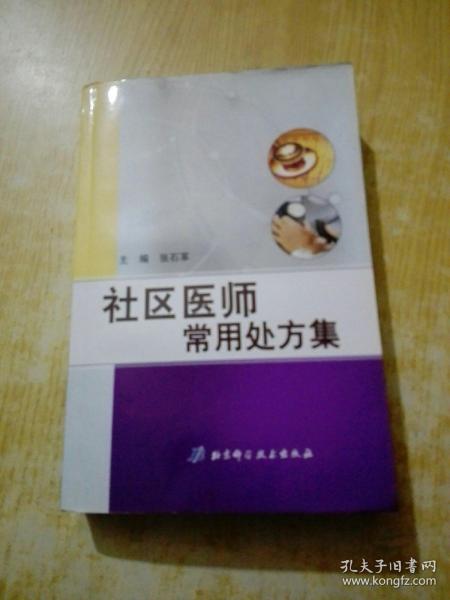 主 编 张石革
社区医师
常用处方集
北京科学技术出版社
孔夫子旧书网
www.kongfz.com